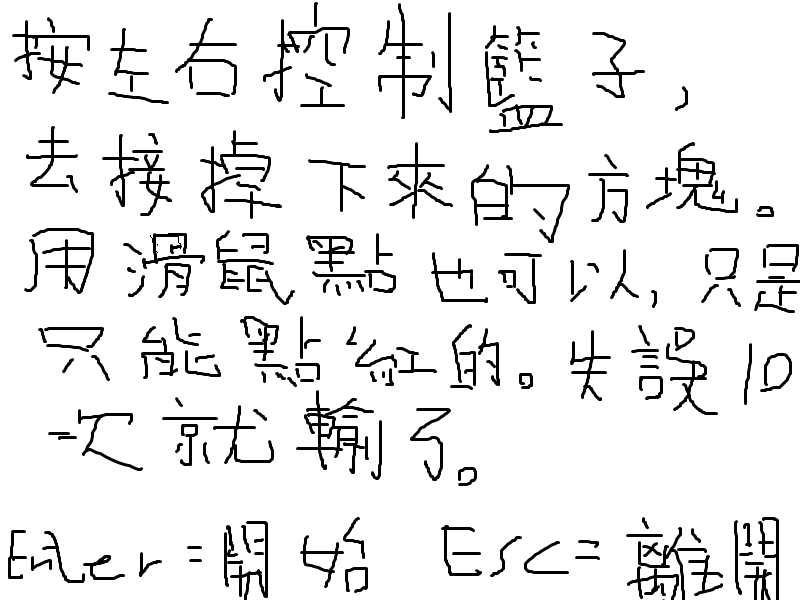 按左右控制籃子,
去接掉下來的方塊。
用滑鼠點也可以,只是
只能點紅的。失誤10
次就輸了。
Enter=開始 Esc=離開